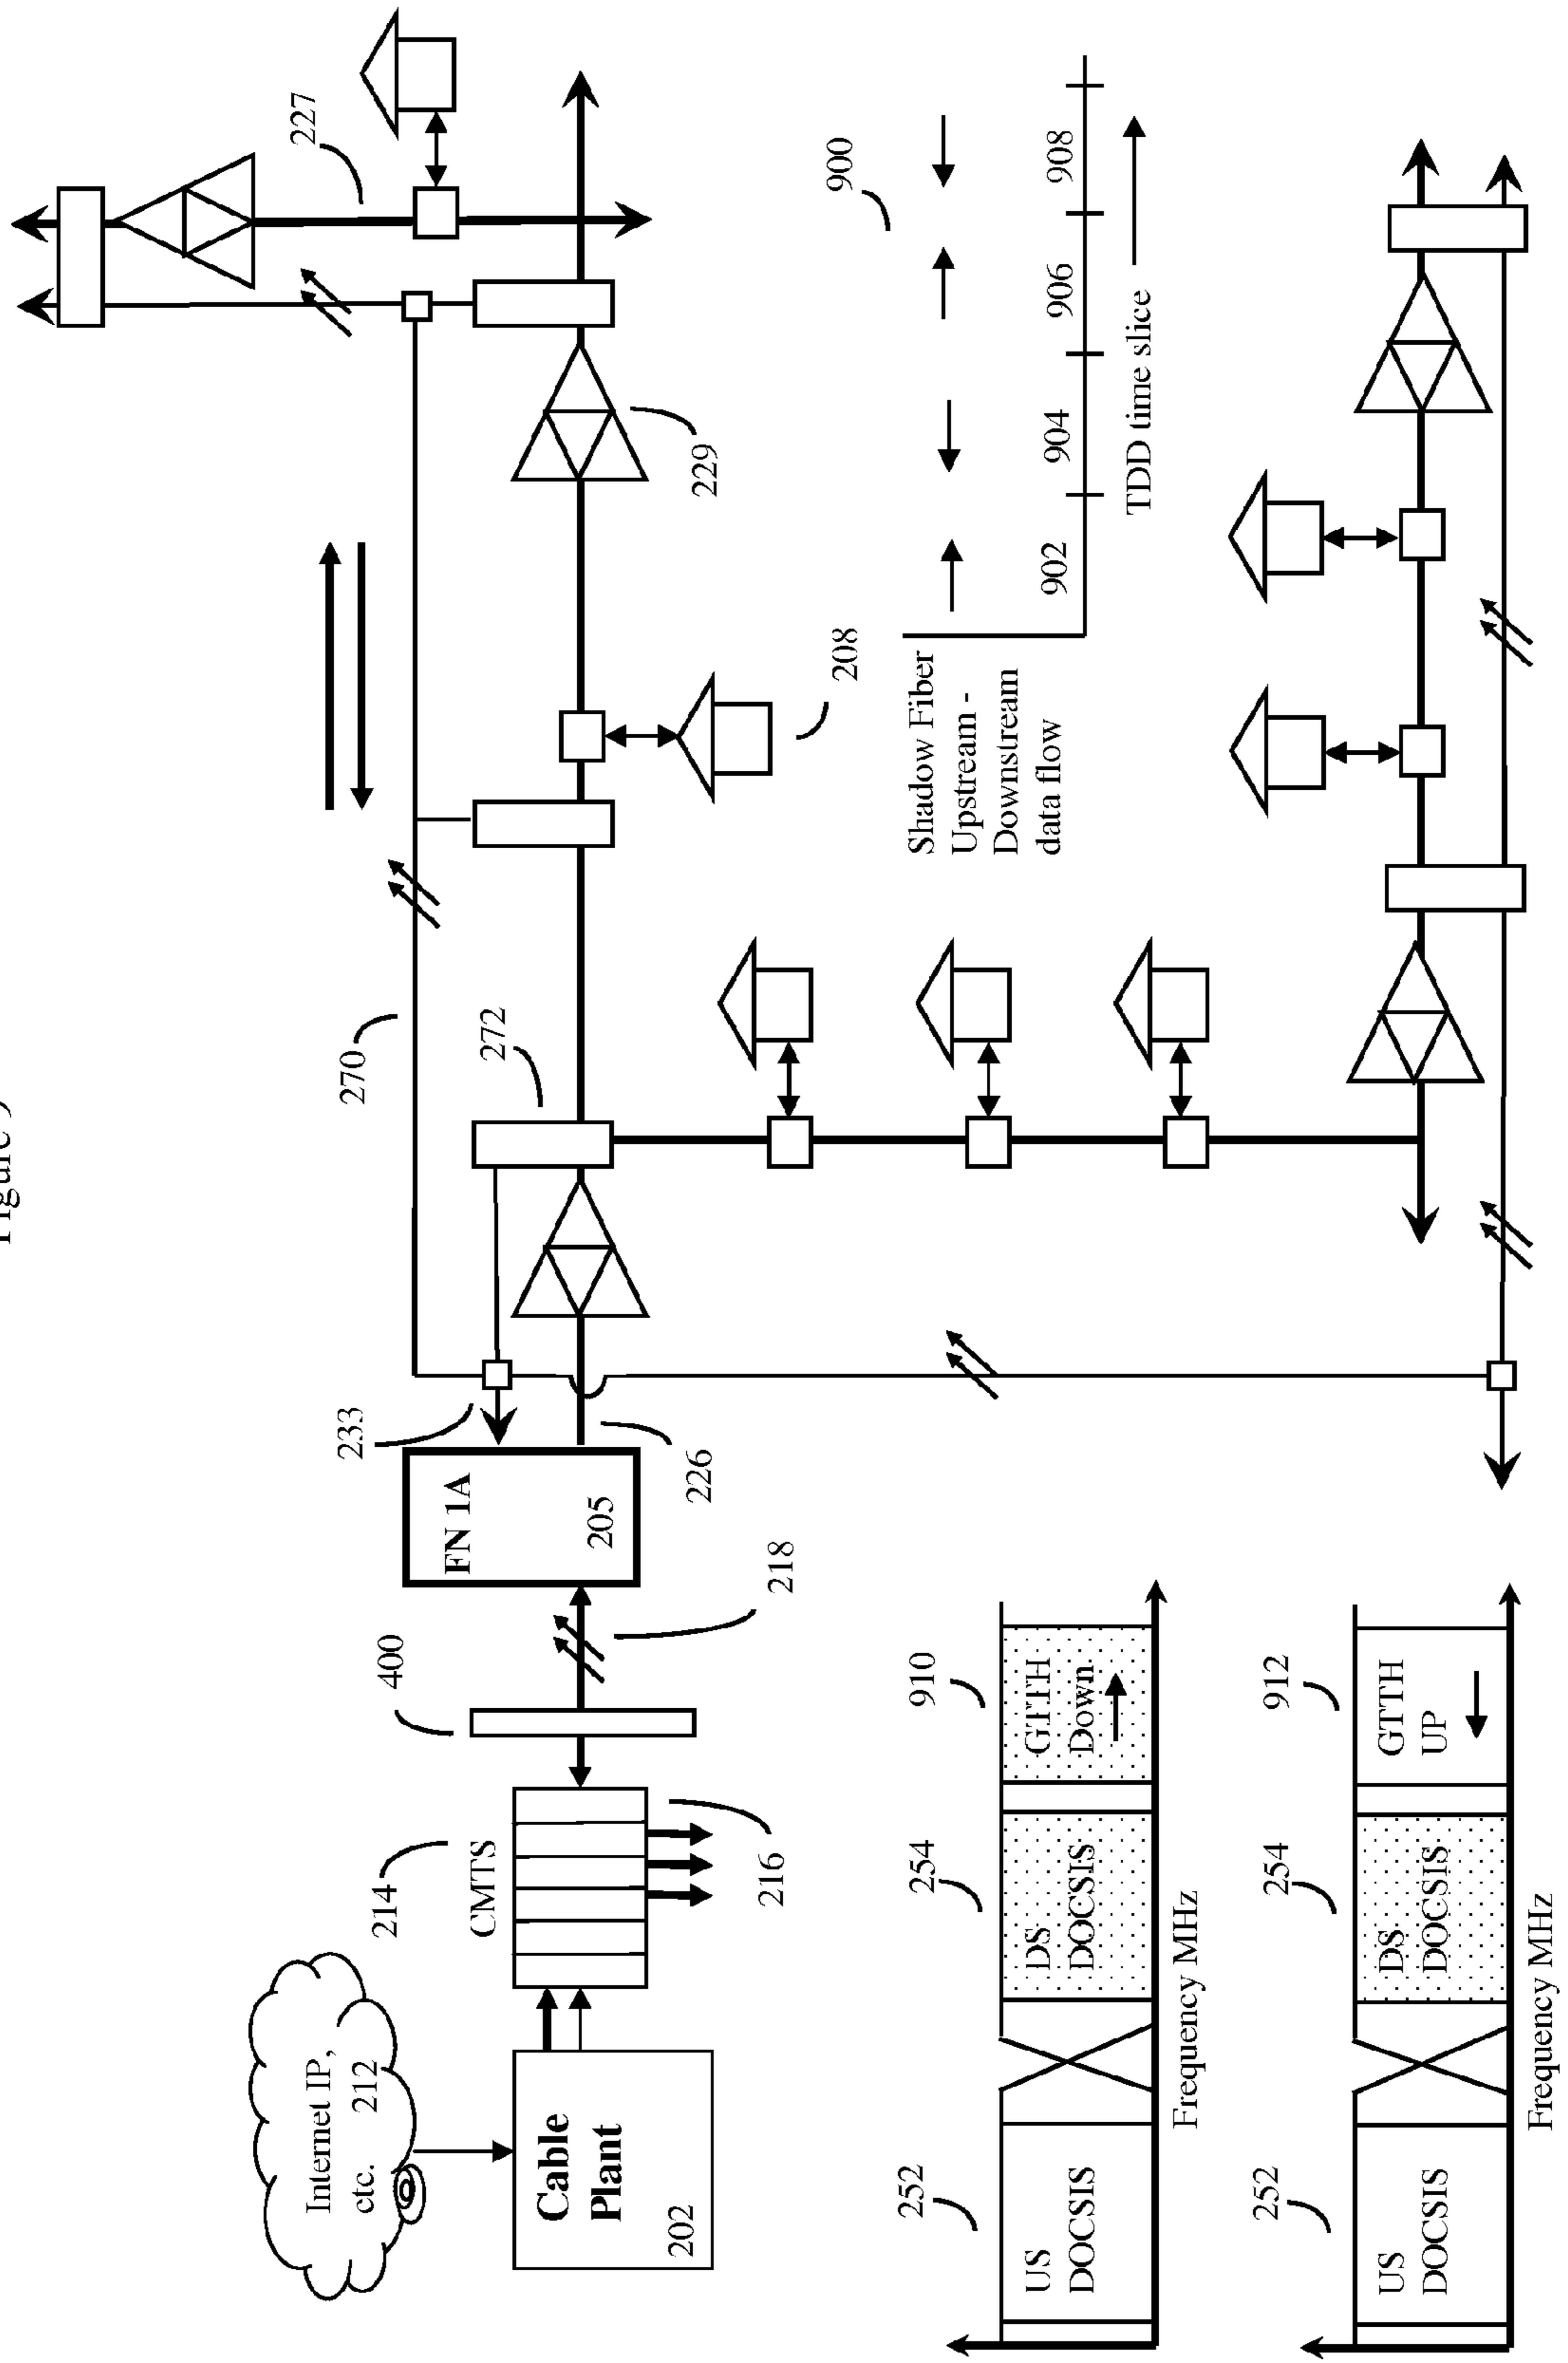 Internet IP,
etc. 212
Cable
Plant
202
214
CMTS
216
400
218
FN 1A
205
233
226
270
272
229
227
208
Shadow Fiber
Upstream -
Downstream
data flow
900
902
904
906
908
TDD time slice
252
254
910
US
DOCSIS
DS
DOCSIS
GTTH
Down
Frequency MHz
252
254
912
US
DOCSIS
DS
DOCSIS
GTTH
UP
Frequency MHz